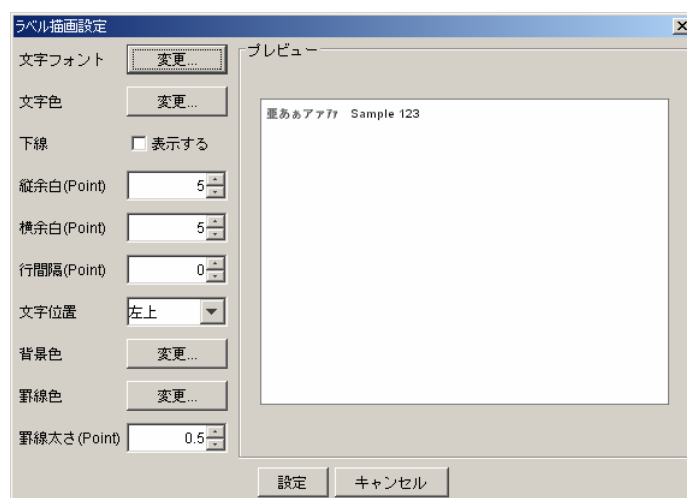 ラベル描画設定
文字フォント 変更...
プレビュー
文字色 変更...
亜あぁアァｱｧ Sample 123
下線 表示する
縦余白(Point) 5
横余白(Point) 5
行間隔(Point) 0
文字位置 左上
背景色 変更...
罫線色 変更...
罫線太さ(Point) 0.5
設定 キャンセル